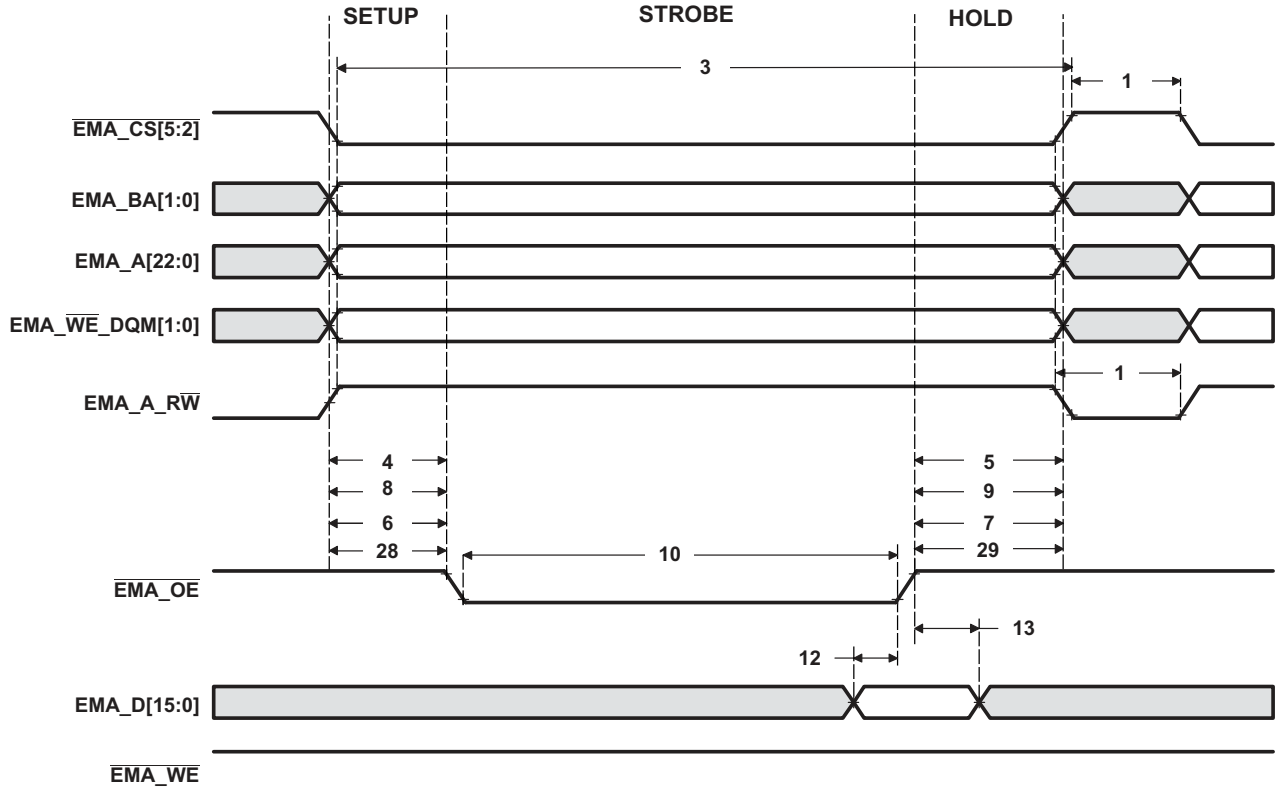 SETUP STROBE HOLD
3
1
EMA_CS[5:2]
EMA_BA[1:0]
EMA_A[22:0]
EMA_WE_DQM[1:0]
1
EMA_A_RW
4 5
8 9
6 7
28 29
10
EMA_OE
13
12
EMA_D[15:0]
EMA_WE